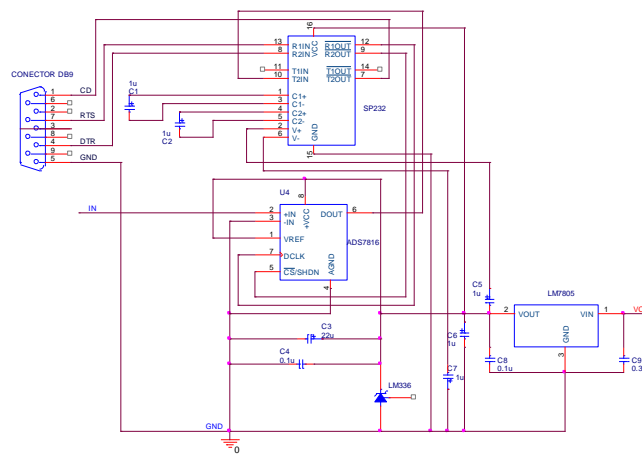 CONECTOR DB9
1
6
2
7
3
8
4
9
5
CD
RTS
DTR
GND
13
8
11
10
1
3
4
5
2
6
R1IN
R2IN
T1IN
T2IN
C1+
C1-
C2+
C2-
V+
V-
16
VCC
R1OUT
R2OUT
T1OUT
T2OUT
12
9
14
7
GND
15
SP232
1u
C1
1u
C2
U4
IN
2
3
1
7
5
+IN
-IN
VREF
DCLK
CS/SHDN
8
+VCC
DOUT
6
AGND
4
ADS7816
C3
22u
C4
0.1u
LM336
C5
1u
C6
1u
C7
1u
LM7805
2
VOUT
VIN
1
GND
3
C8
0.1u
C9
0.3
GND
0